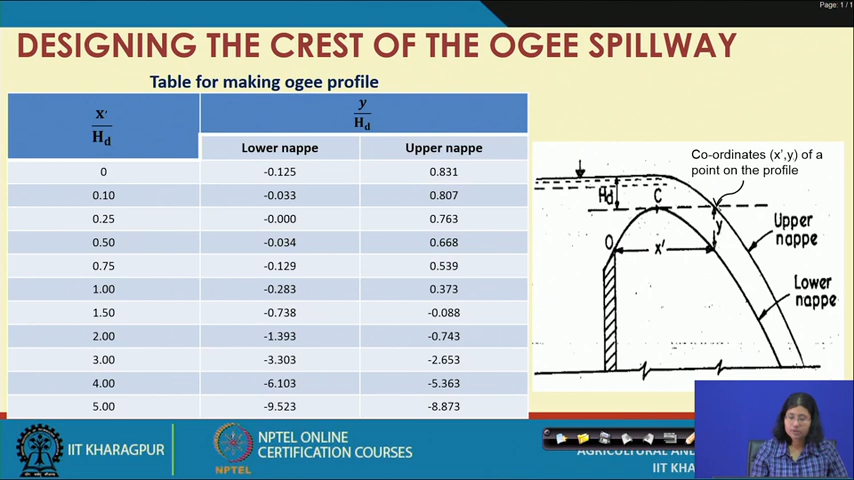 Page: 1 / 1
DESIGNING THE CREST OF THE OGEE SPILLWAY
Table for making ogee profile
x'
Hd
y
Hd
Lower nappe Upper nappe
0 -0.125 0.831
0.10 -0.033 0.807
0.25 -0.000 0.763
0.50 -0.034 0.668
0.75 -0.129 0.539
1.00 -0.283 0.373
1.50 -0.738 -0.088
2.00 -1.393 -0.743
3.00 -3.303 -2.653
4.00 -6.103 -5.363
5.00 -9.523 -8.873
Co-ordinates (x',y) of a
point on the profile
Hd
C
O
x'
y
Upper
nappe
Lower
nappe
IIT KHARAGPUR
NPTEL
NPTEL ONLINE
CERTIFICATION COURSES
AGRICULTURAL AND
IIT KHA